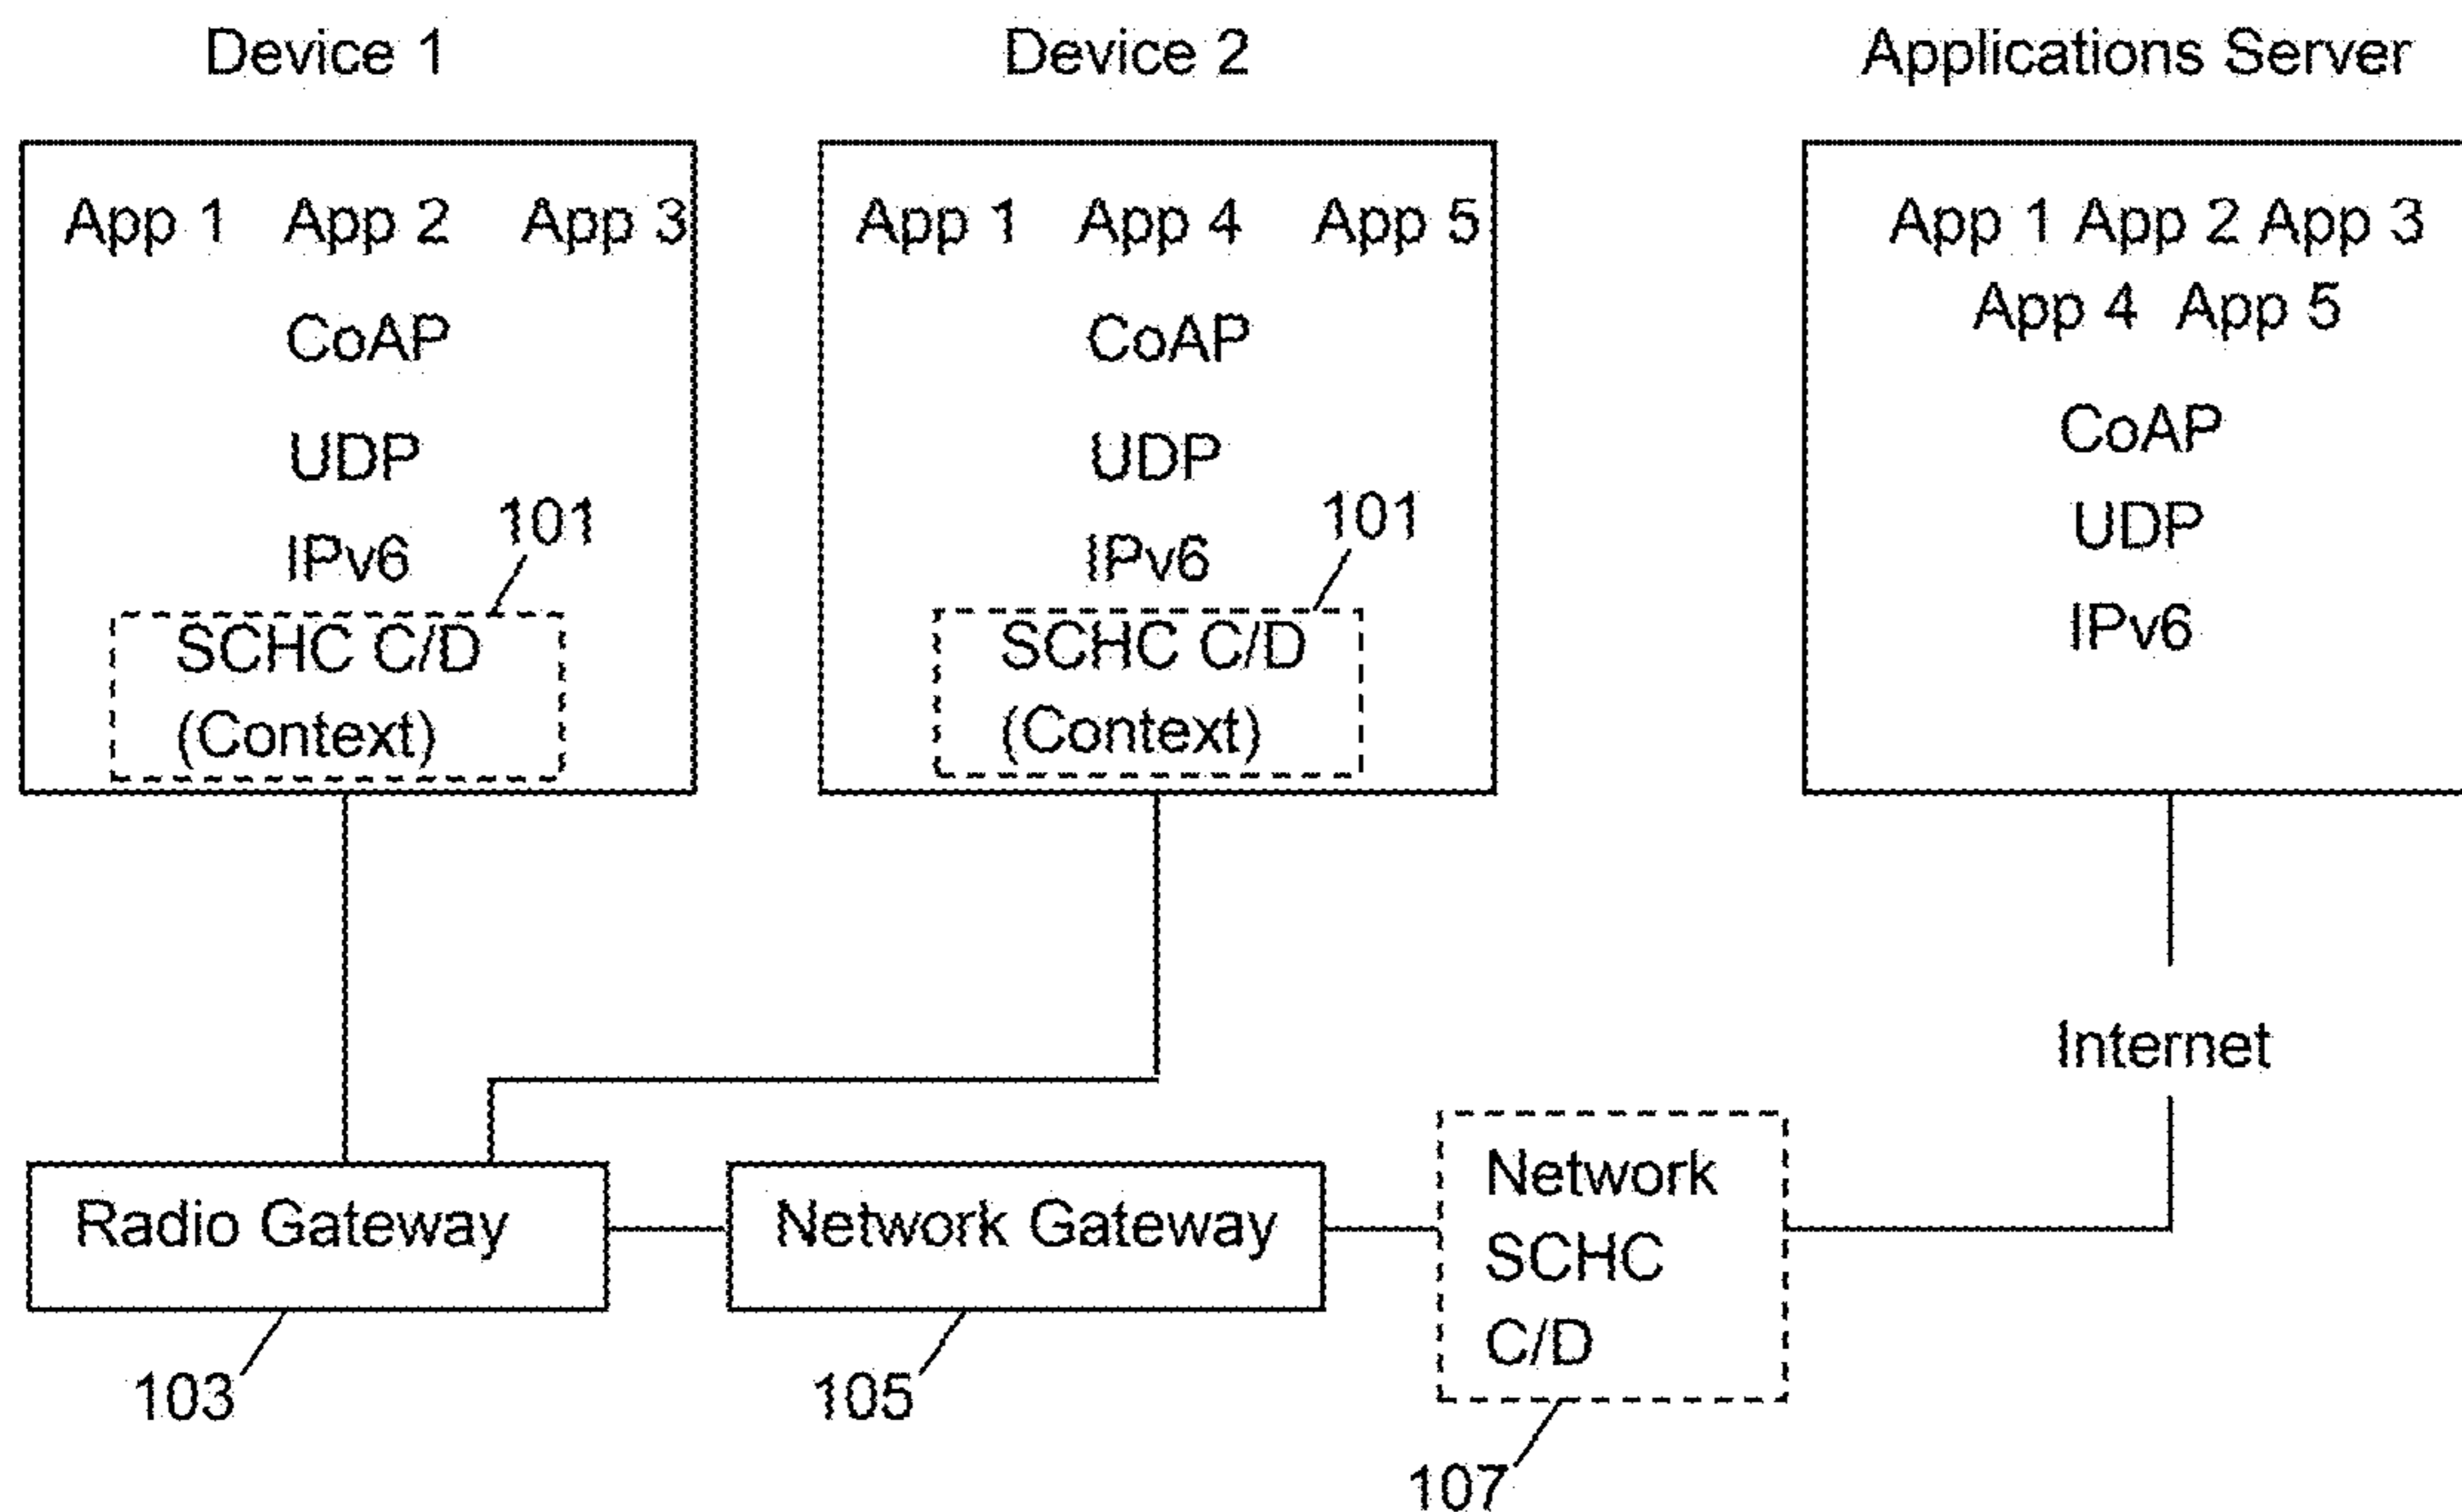 Device 1
Device 2
Applications Server
App 1 App 2 App 3
CoAP
UDP
IPv6
101
SCHC C/D
(Context)
App 1 App 4 App 5
CoAP
UDP
IPv6
101
SCHC C/D
(Context)
App 1 App 2 App 3
App 4 App 5
CoAP
UDP
IPv6
Internet
Radio Gateway
103
Network Gateway
105
Network
SCHC
C/D
107